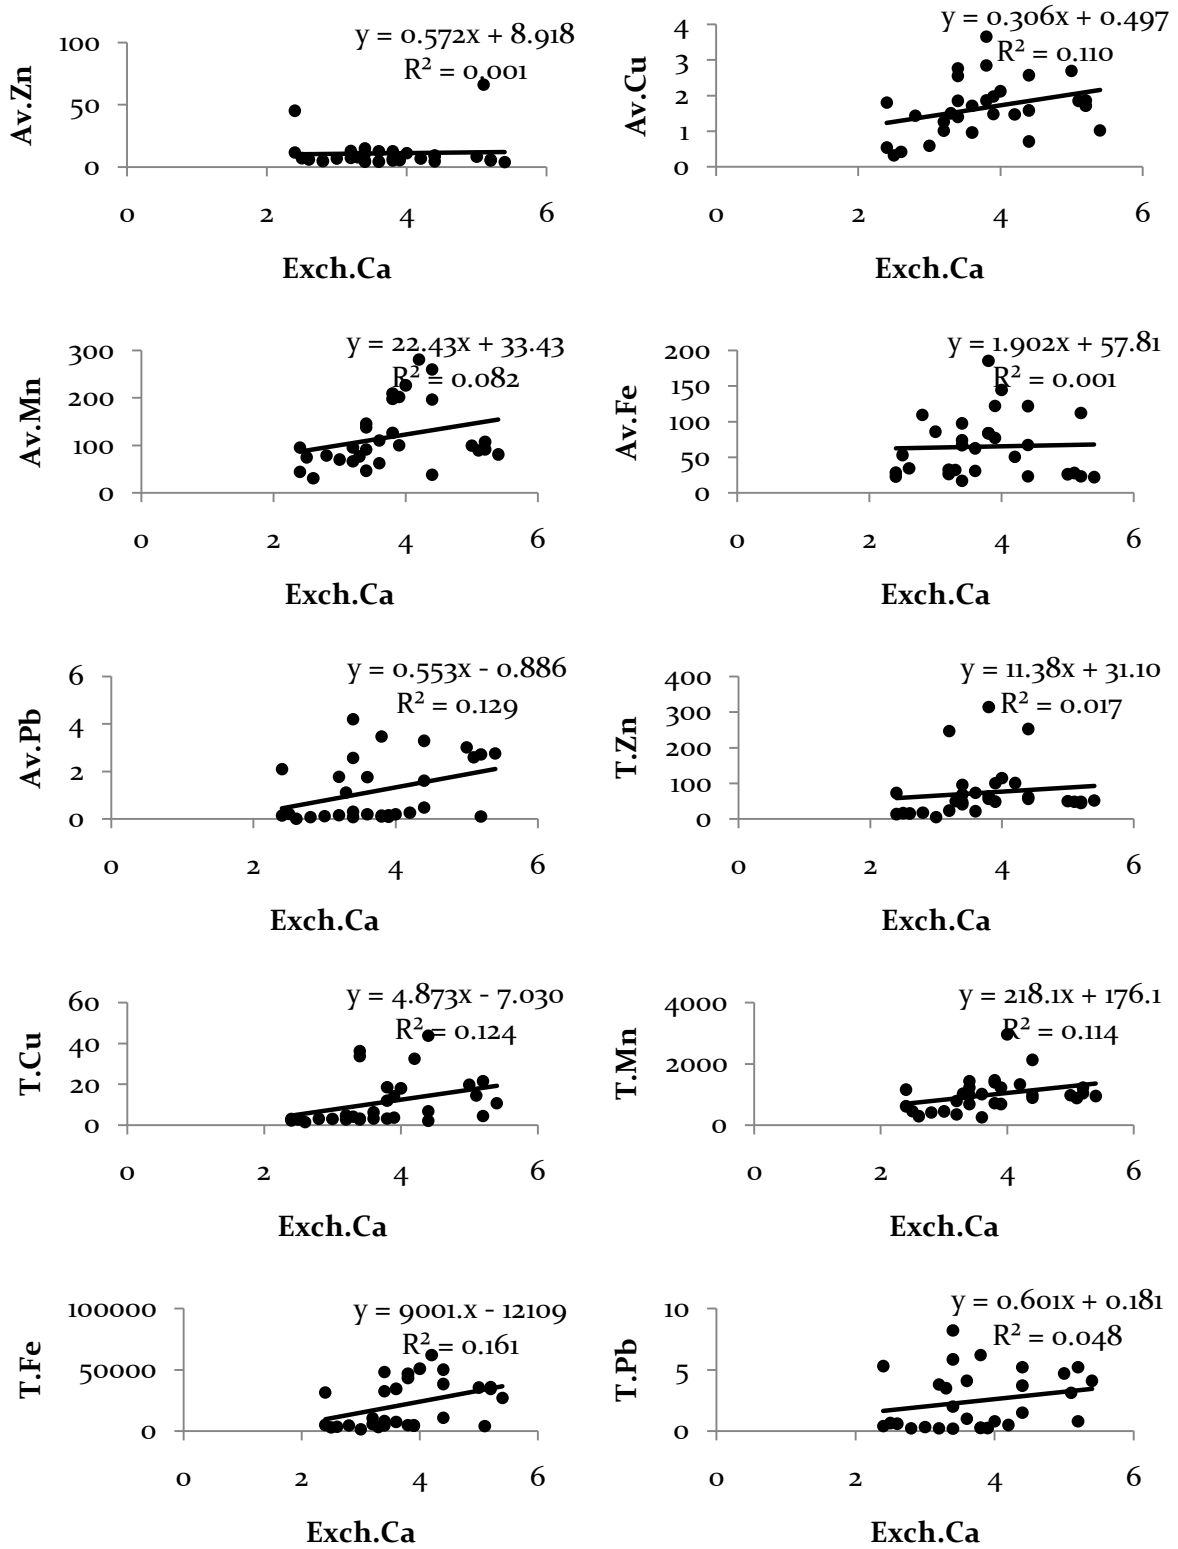 y = 0.572x + 8.918
R² = 0.001
100
50
0
0 2 4 6
Av.Zn
Exch.Ca
y = 0.306x + 0.497
R² = 0.110
4
3
2
1
0
0 2 4 6
Av.Cu
Exch.Ca
y = 22.43x + 33.43
R² = 0.082
300
200
100
0
0 2 4 6
Av.Mn
Exch.Ca
y = 1.902x + 57.81
R² = 0.001
200
150
100
50
0
0 2 4 6
Av.Fe
Exch.Ca
y = 0.553x - 0.886
R² = 0.129
6
4
2
0
0 2 4 6
Av.Pb
Exch.Ca
y = 11.38x + 31.10
R² = 0.017
400
300
200
100
0
0 2 4 6
T.Zn
Exch.Ca
y = 4.873x - 7.030
R² = 0.124
60
40
20
0
0 2 4 6
T.Cu
Exch.Ca
y = 218.1x + 176.1
R² = 0.114
4000
2000
0
0 2 4 6
T.Mn
Exch.Ca
y = 9001.x - 12109
R² = 0.161
100000
50000
0
0 2 4 6
T.Fe
Exch.Ca
y = 0.601x + 0.181
R² = 0.048
10
5
0
0 2 4 6
T.Pb
Exch.Ca